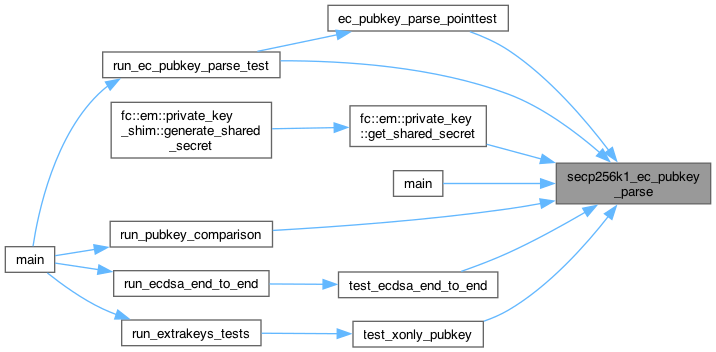 ec_pubkey_parse_pointtest
run_ec_pubkey_parse_test
fc::em::private_key
_shim::generate_shared
_secret
fc::em::private_key
::get_shared_secret
secp256k1_ec_pubkey
_parse
main
run_pubkey_comparison
main
run_ecdsa_end_to_end
test_ecdsa_end_to_end
run_extrakeys_tests
test_xonly_pubkey